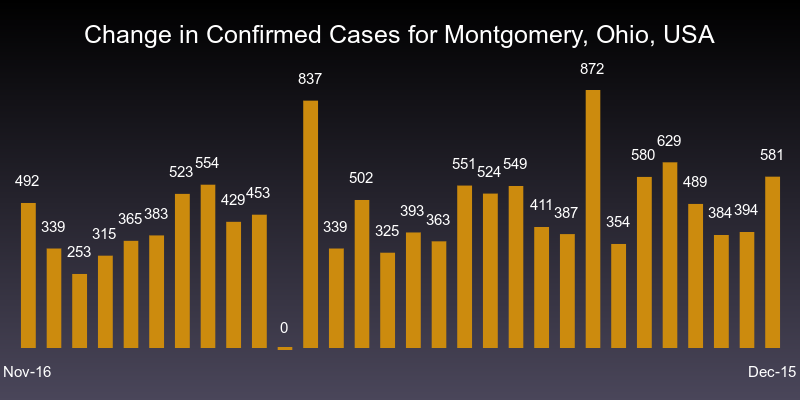 Change in Confirmed Cases for Montgomery, Ohio, USA
492 339 253 315 365 383 523 554 429 453 0 837 339 502 325 393 363 551 524 549 411 387 872 354 580 629 489 384 394 581
Nov-16 Dec-15